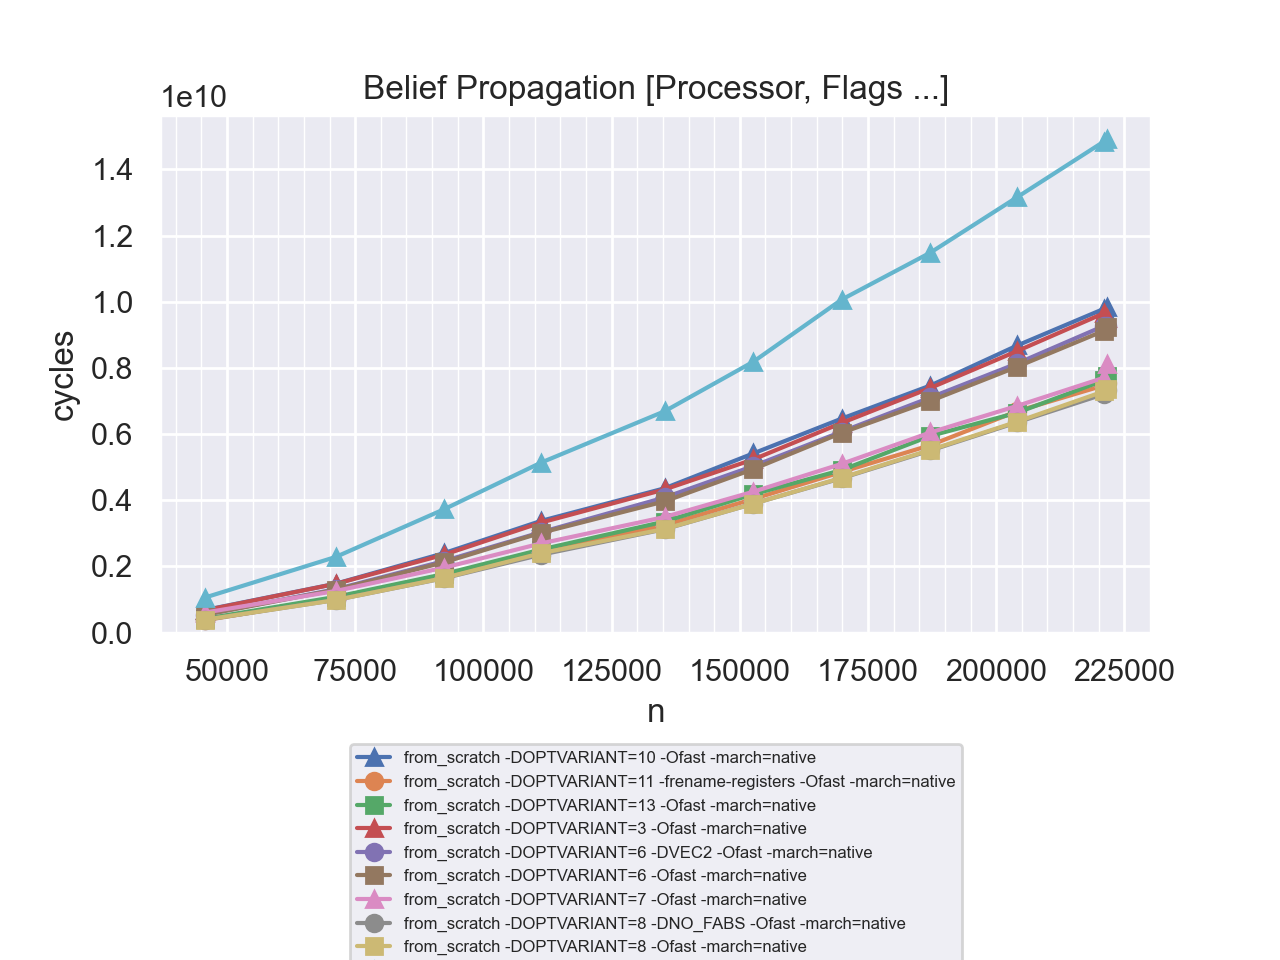 Belief Propagation [Processor, Flags ...]
1e10
1.4
1.2
1.0
0.8
0.6
0.4
0.2
0.0
cycles
50000 75000 100000 125000 150000 175000 200000 225000
n
from_scratch -DOPTVARIANT=10 -Ofast -march=native
from_scratch -DOPTVARIANT=11 -frename-registers -Ofast -march=native
from_scratch -DOPTVARIANT=13 -Ofast -march=native
from_scratch -DOPTVARIANT=3 -Ofast -march=native
from_scratch -DOPTVARIANT=6 -DVEC2 -Ofast -march=native
from_scratch -DOPTVARIANT=6 -Ofast -march=native
from_scratch -DOPTVARIANT=7 -Ofast -march=native
from_scratch -DOPTVARIANT=8 -DNO_FABS -Ofast -march=native
from_scratch -DOPTVARIANT=8 -Ofast -march=native